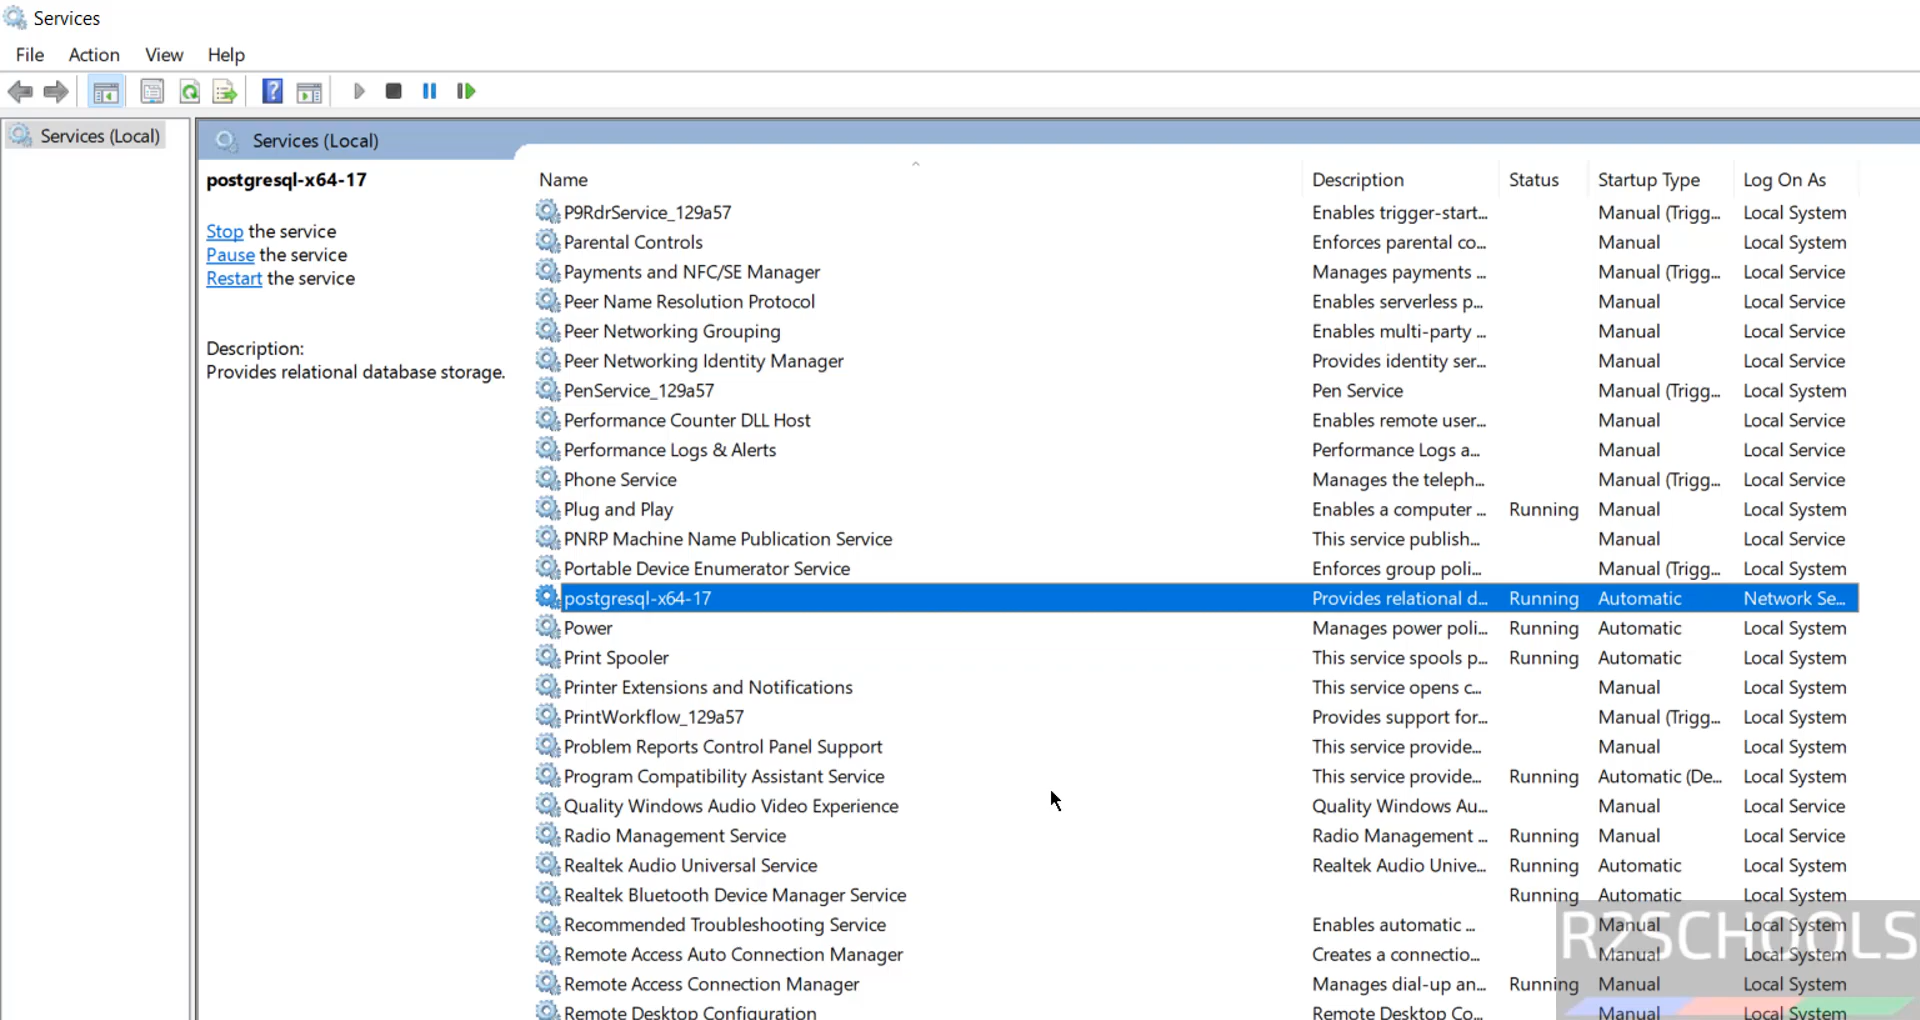 Services
File Action View Help
Services (Local)
Services (Local)
postgresql-x64-17
Stop the service
Pause the service
Restart the service
Description:
Provides relational database storage.
Name Description Status Startup Type Log On As
P9RdrService_129a57 Enables trigger-start... Manual (Trigg... Local System
Parental Controls Enforces parental co... Manual Local System
Payments and NFC/SE Manager Manages payments ... Manual (Trigg... Local Service
Peer Name Resolution Protocol Enables serverless p... Manual Local Service
Peer Networking Grouping Enables multi-party ... Manual Local Service
Peer Networking Identity Manager Provides identity ser... Manual Local Service
PenService_129a57 Pen Service Manual (Trigg... Local System
Performance Counter DLL Host Enables remote user... Manual Local Service
Performance Logs & Alerts Performance Logs a... Manual Local Service
Phone Service Manages the teleph... Manual (Trigg... Local Service
Plug and Play Enables a computer ... Running Manual Local System
PNRP Machine Name Publication Service This service publish... Manual Local Service
Portable Device Enumerator Service Enforces group poli... Manual (Trigg... Local System
postgresql-x64-17 Provides relational d... Running Automatic Network Se...
Power Manages power poli... Running Automatic Local System
Print Spooler This service spools p... Running Automatic Local System
Printer Extensions and Notifications This service opens c... Manual Local System
PrintWorkflow_129a57 Provides support for... Manual (Trigg... Local System
Problem Reports Control Panel Support This service provide... Manual Local System
Program Compatibility Assistant Service This service provide... Running Automatic (De... Local System
Quality Windows Audio Video Experience Quality Windows Au... Manual Local Service
Radio Management Service Radio Management ... Running Manual Local Service
Realtek Audio Universal Service Realtek Audio Unive... Running Automatic Local System
Realtek Bluetooth Device Manager Service Running Automatic Local System
Recommended Troubleshooting Service Enables automatic ... Manual Local System
R2SCHOOLS
Remote Access Auto Connection Manager Creates a connectio... Manual Local System
Remote Access Connection Manager Manages dial-up an... Running Manual Local System
Remote Desktop Configuration Remote Desktop Co... Manual Local System